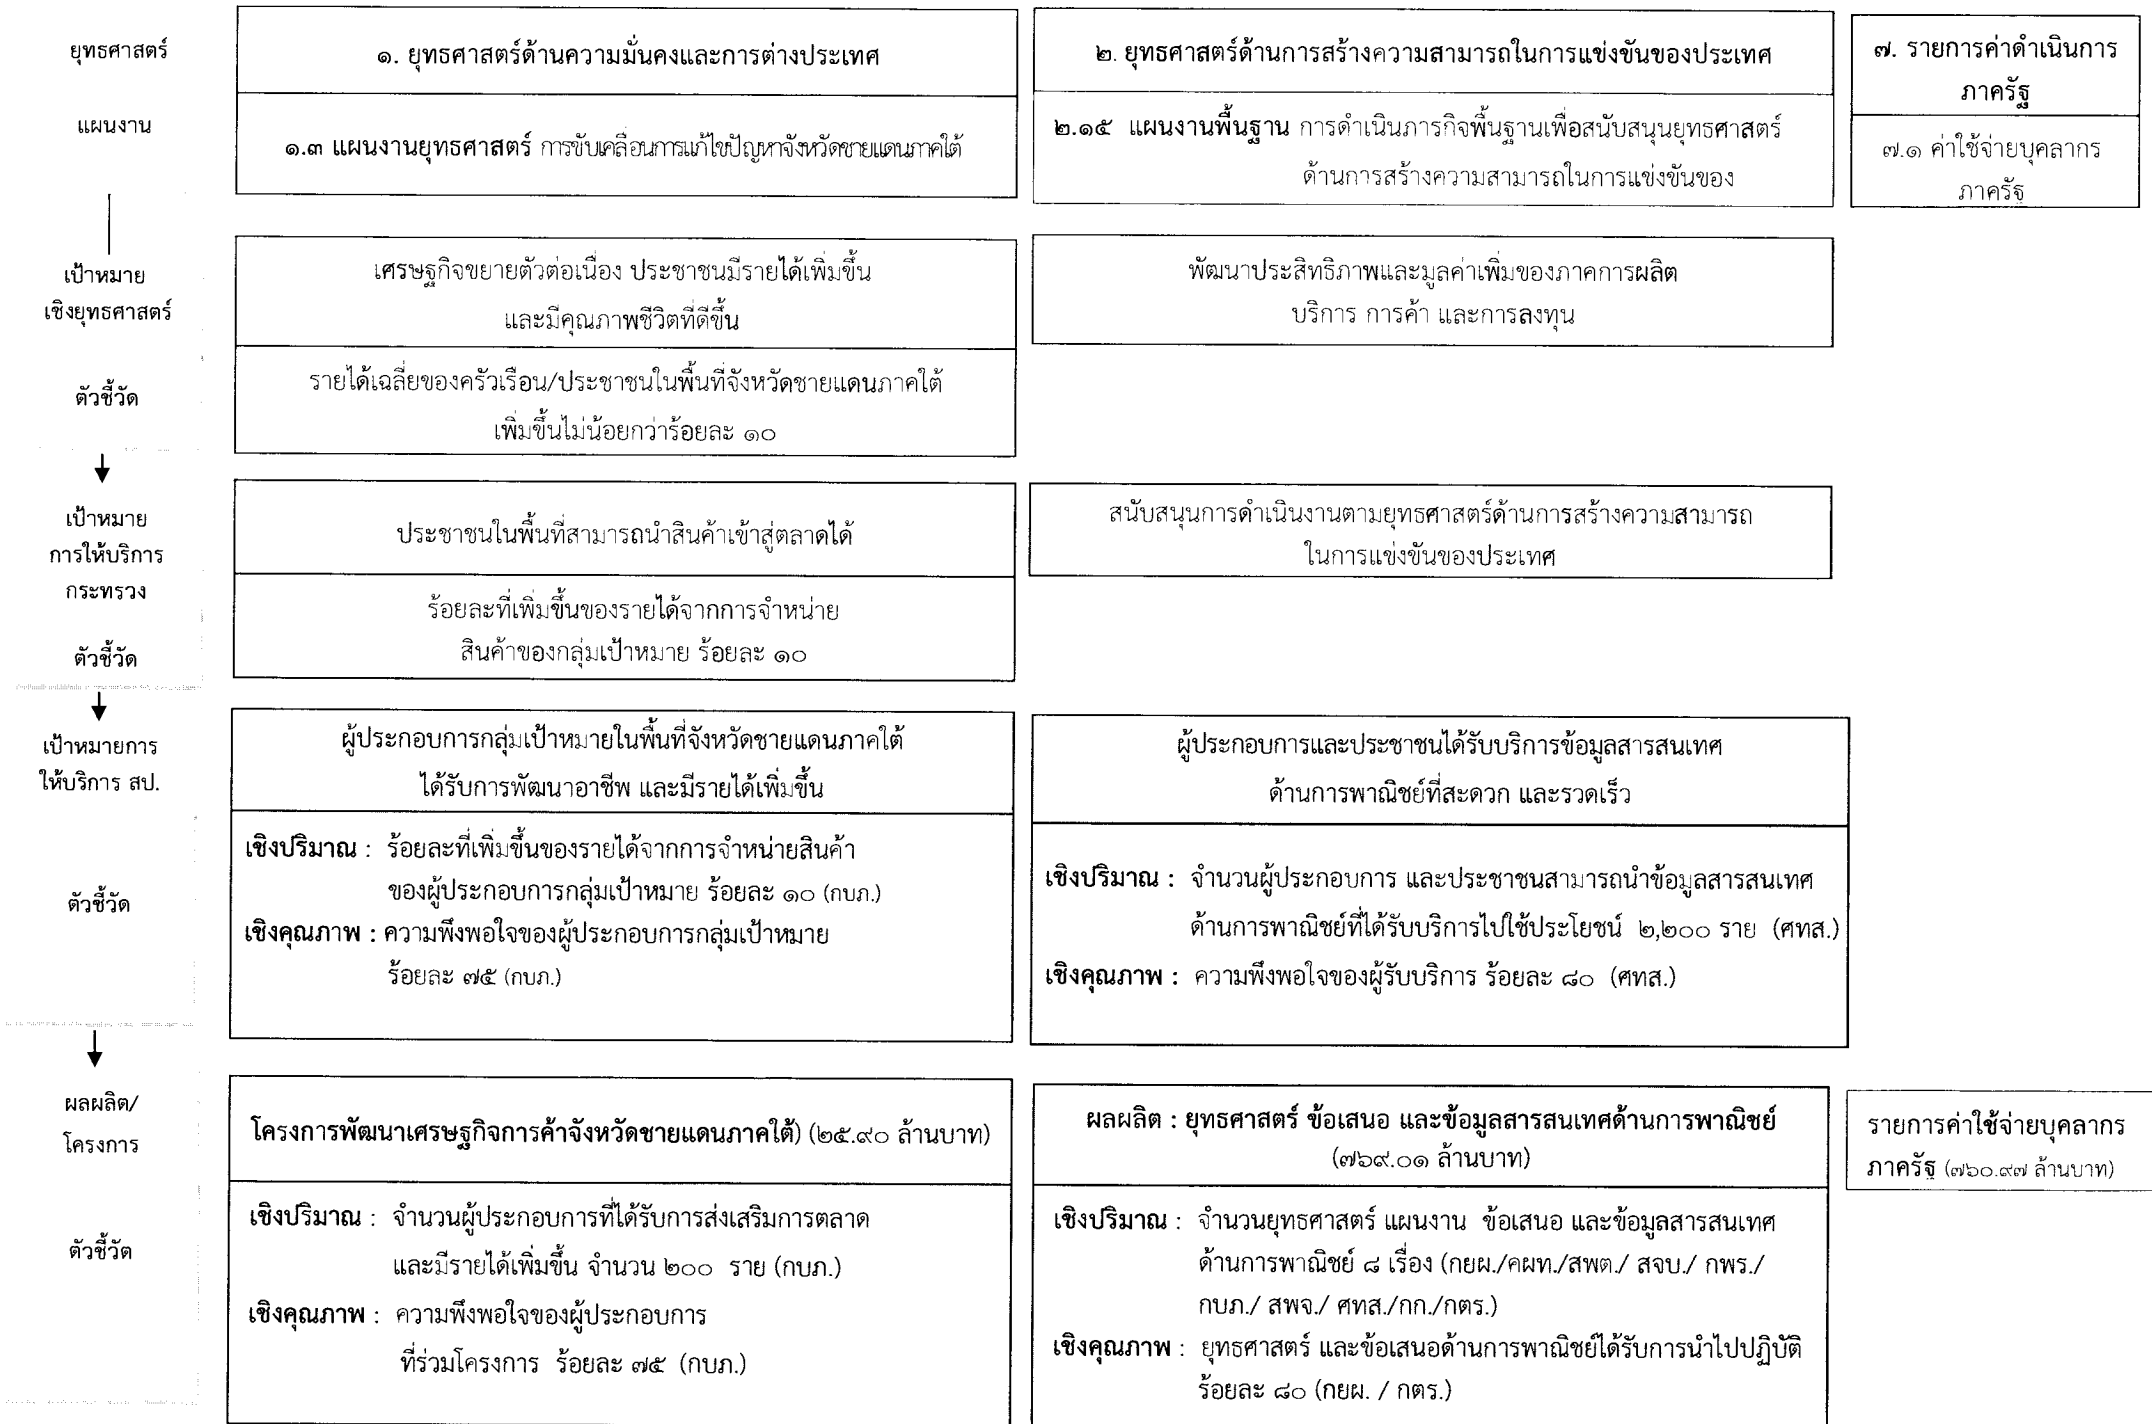 ยุทธศาสตร์
๑. ยุทธศาสตร์ด้านความมั่นคงและการต่างประเทศ
๒. ยุทธศาสตร์ด้านการสร้างความสามารถในการแข่งขันของประเทศ
๗. รายการค่าดำเนินการ
ภาครัฐ
แผนงาน
๑.๓ แผนงานยุทธศาสตร์ การขับเคลื่อนการแก้ไขปัญหาจังหวัดชายแดนภาคใต้
๒.๑๕ แผนงานพื้นฐาน การดำเนินภารกิจพื้นฐานเพื่อสนับสนุนยุทธศาสตร์
ด้านการสร้างความสามารถในการแข่งขันของ
๗.๑ ค่าใช้จ่ายบุคลากร
ภาครัฐ
เป้าหมาย
เชิงยุทธศาสตร์
เศรษฐกิจขยายตัวต่อเนื่อง ประชาชนมีรายได้เพิ่มขึ้น
และมีคุณภาพชีวิตที่ดีขึ้น
พัฒนาประสิทธิภาพและมูลค่าเพิ่มของภาคการผลิต
บริการ การค้า และการลงทุน
ตัวชี้วัด
รายได้เฉลี่ยของครัวเรือน/ประชาชนในพื้นที่จังหวัดชายแดนภาคใต้
เพิ่มขึ้นไม่น้อยกว่าร้อยละ ๑๐
เป้าหมาย
การให้บริการ
กระทรวง
ประชาชนในพื้นที่สามารถนำสินค้าเข้าสู่ตลาดได้
สนับสนุนการดำเนินงานตามยุทธศาสตร์ด้านการสร้างความสามารถ
ในการแข่งขันของประเทศ
ตัวชี้วัด
ร้อยละที่เพิ่มขึ้นของรายได้จากการจำหน่าย
สินค้าของกลุ่มเป้าหมาย ร้อยละ ๑๐
เป้าหมายการ
ให้บริการ สป.
ผู้ประกอบการกลุ่มเป้าหมายในพื้นที่จังหวัดชายแดนภาคใต้
ได้รับการพัฒนาอาชีพ และมีรายได้เพิ่มขึ้น
ผู้ประกอบการและประชาชนได้รับบริการข้อมูลสารสนเทศ
ด้านการพาณิชย์ที่สะดวก และรวดเร็ว
ตัวชี้วัด
เชิงปริมาณ : ร้อยละที่เพิ่มขึ้นของรายได้จากการจำหน่ายสินค้า
ของผู้ประกอบการกลุ่มเป้าหมาย ร้อยละ ๑๐ (กบภ.)
เชิงคุณภาพ : ความพึงพอใจของผู้ประกอบการกลุ่มเป้าหมาย
ร้อยละ ๗๕ (กบภ.)
เชิงปริมาณ : จำนวนผู้ประกอบการ และประชาชนสามารถนำข้อมูลสารสนเทศ
ด้านการพาณิชย์ที่ได้รับบริการไปใช้ประโยชน์ ๒,๒๐๐ ราย (ศทส.)
เชิงคุณภาพ : ความพึงพอใจของผู้รับบริการ ร้อยละ ๘๐ (ศทส.)
ผลผลิต/
โครงการ
โครงการพัฒนาเศรษฐกิจการค้าจังหวัดชายแดนภาคใต้) (๒๕.๙๐ ล้านบาท)
ผลผลิต : ยุทธศาสตร์ ข้อเสนอ และข้อมูลสารสนเทศด้านการพาณิชย์
(๗๖๙.๐๑ ล้านบาท)
รายการค่าใช้จ่ายบุคลากร
ภาครัฐ (๗๖๐.๙๗ ล้านบาท)
ตัวชี้วัด
เชิงปริมาณ : จำนวนผู้ประกอบการที่ได้รับการส่งเสริมการตลาด
และมีรายได้เพิ่มขึ้น จำนวน ๒๐๐ ราย (กบภ.)
เชิงคุณภาพ : ความพึงพอใจของผู้ประกอบการ
ที่ร่วมโครงการ ร้อยละ ๗๕ (กบภ.)
เชิงปริมาณ : จำนวนยุทธศาสตร์ แผนงาน ข้อเสนอ และข้อมูลสารสนเทศ
ด้านการพาณิชย์ ๘ เรื่อง (กยผ./คผท./สพต./ สจบ./ กพร./
กบภ./ สพจ./ ศทส./กก./กตร.)
เชิงคุณภาพ : ยุทธศาสตร์ และข้อเสนอด้านการพาณิชย์ได้รับการนำไปปฏิบัติ
ร้อยละ ๘๐ (กยผ. / กตร.)